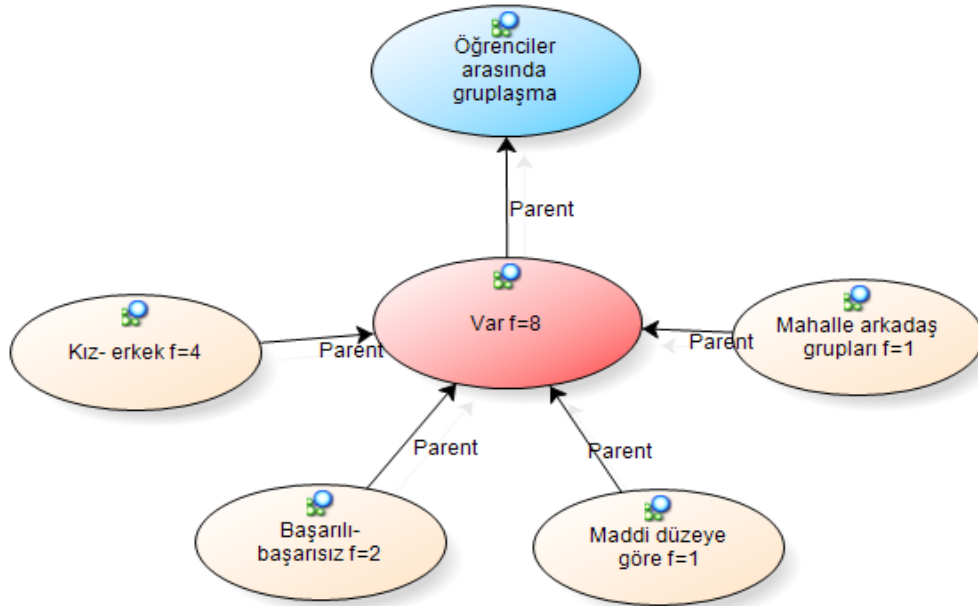 Öğrenciler
arasında
gruplaşma
Parent
Var f=8
Kız- erkek f=4
Parent
Mahalle arkadaş
grupları f=1
Parent
Parent
Parent
Başarılı-
başarısız f=2
Maddi düzeye
göre f=1